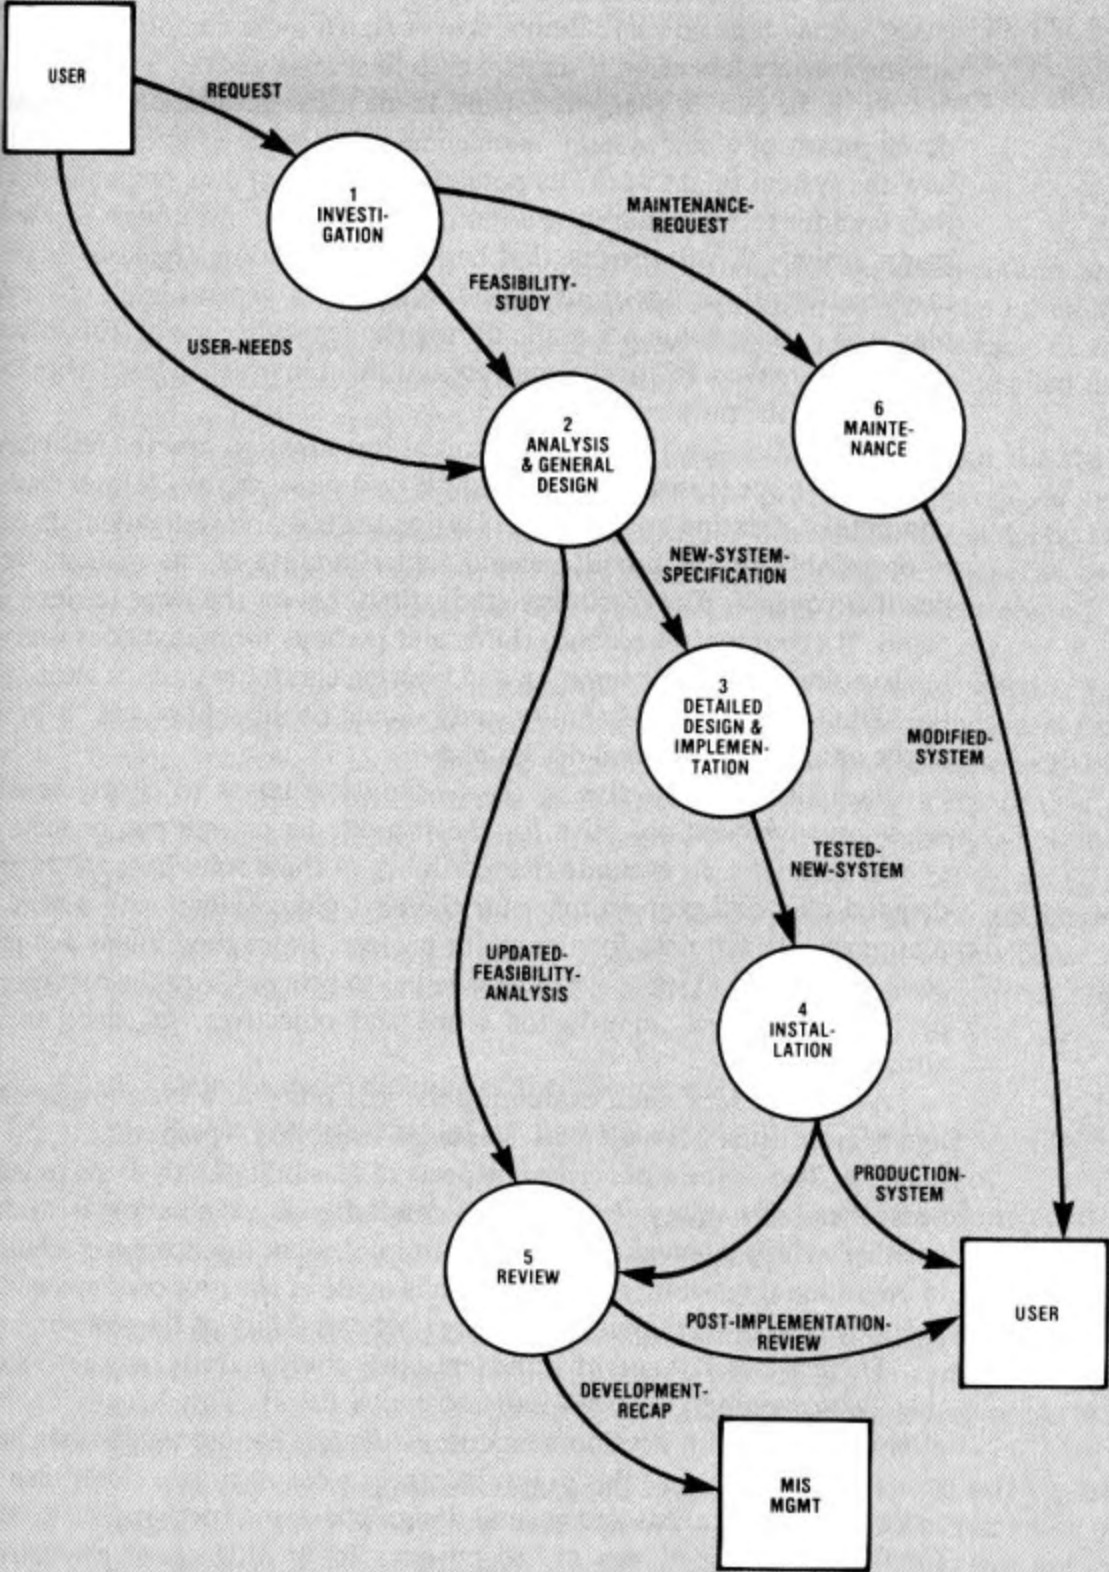 USER
REQUEST
1
INVESTI-
GATION
MAINTENANCE-
REQUEST
FEASIBILITY-
STUDY
USER-NEEDS
2
ANALYSIS
& GENERAL
DESIGN
6
MAINTE-
NANCE
NEW-SYSTEM-
SPECIFICATION
3
DETAILED
DESIGN &
IMPLEMEN-
TATION
MODIFIED-
SYSTEM
TESTED-
NEW-SYSTEM
UPDATED-
FEASIBILITY-
ANALYSIS
4
INSTAL-
LATION
PRODUCTION-
SYSTEM
5
REVIEW
USER
POST-IMPLEMENTATION-
REVIEW
DEVELOPMENT-
RECAP
MIS
MGMT